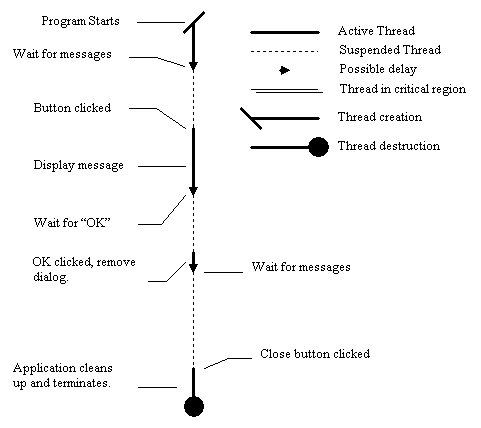 Program Starts
Wait for messages
Button clicked
Display message
Wait for “OK”
OK clicked, remove
dialog.
Wait for messages
Close button clicked
Application cleans
up and terminates.
Active Thread
Suspended Thread
Possible delay
Thread in critical region
Thread creation
Thread destruction